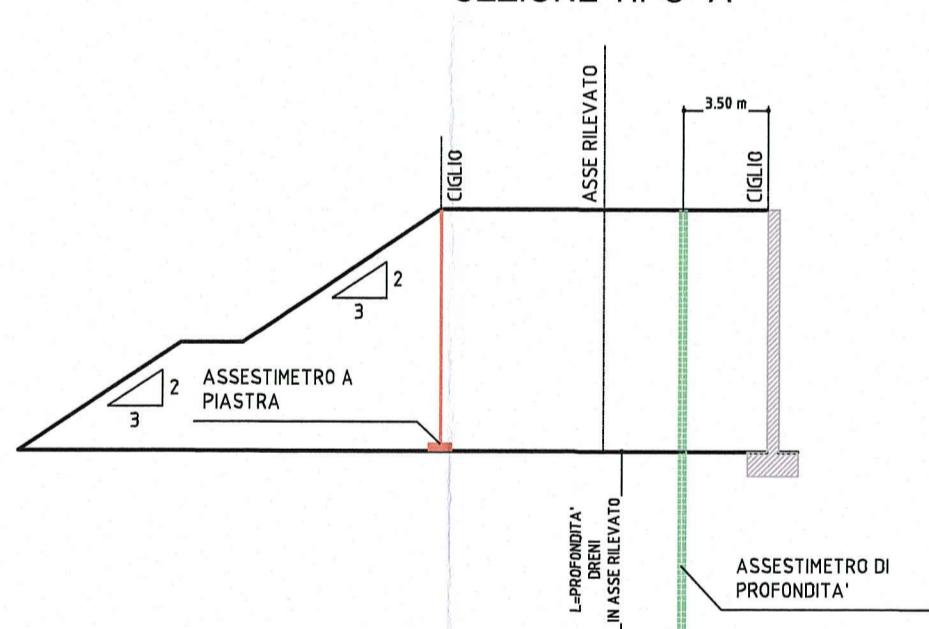 3.50 m
CIGLIO
ASSE RILEVATO
CIGLIO
2
3
2
3
ASSESTIMETRO A
PIASTRA
L=PROFONDITA'
DRENI
IN ASSE RILEVATO
ASSESTIMETRO DI
PROFONDITA'